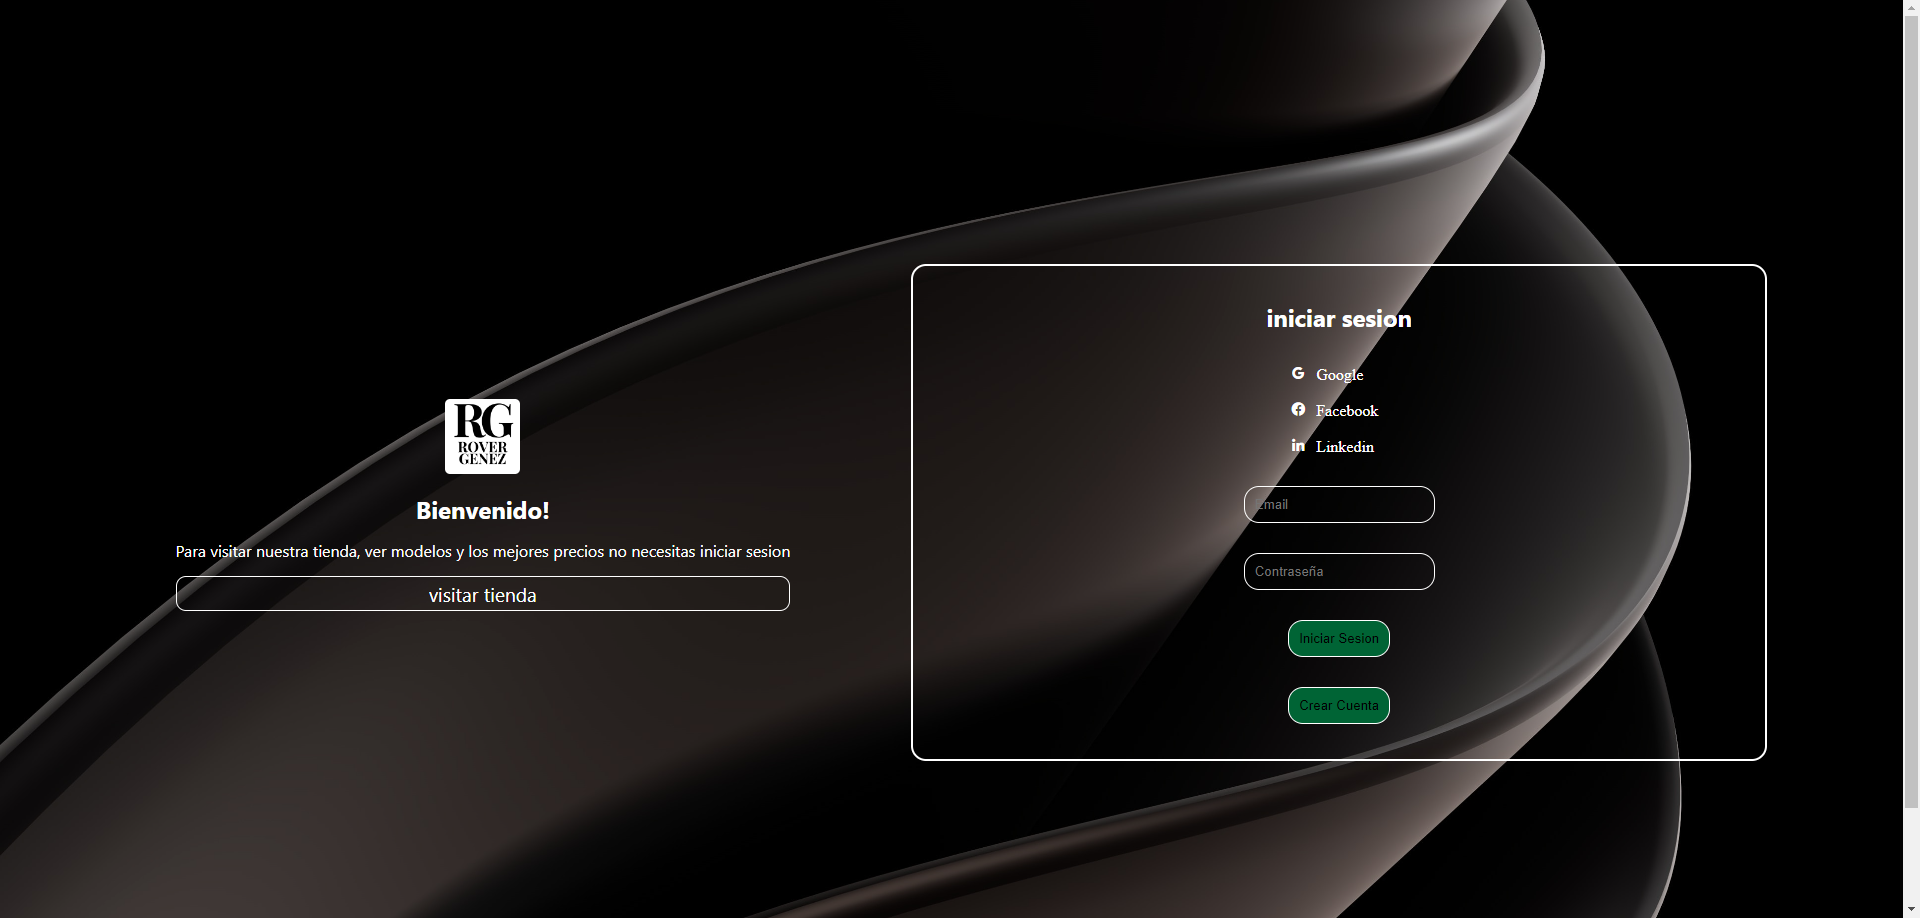 RG
ROVER
GENEZ
Bienvenido!
Para visitar nuestra tienda, ver modelos y los mejores precios no necesitas iniciar sesion
visitar tienda
iniciar sesion
Google
Facebook
Linkedin
Email
Contraseña
Iniciar Sesion
Crear Cuenta